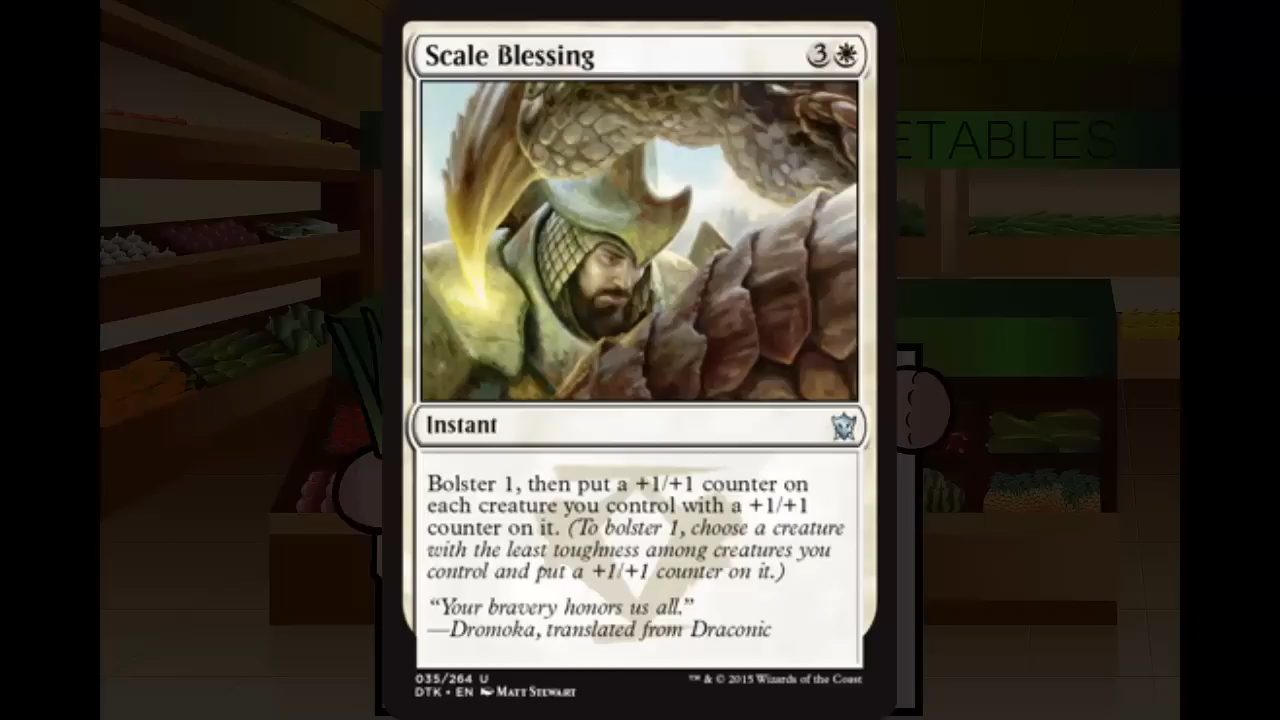 Scale Blessing 3
ETABLES
Instant
Bolster 1, then put a +1/+1 counter on
each creature you control with a +1/+1
counter on it. (To bolster 1, choose a creature
with the least toughness among creatures you
control and put a +1/+1 counter on it.)
“Your bravery honors us all.”
—Dromoka, translated from Draconic
035/264 U
DTK • EN MATT STEWART
™ & © 2015 Wizards of the Coast